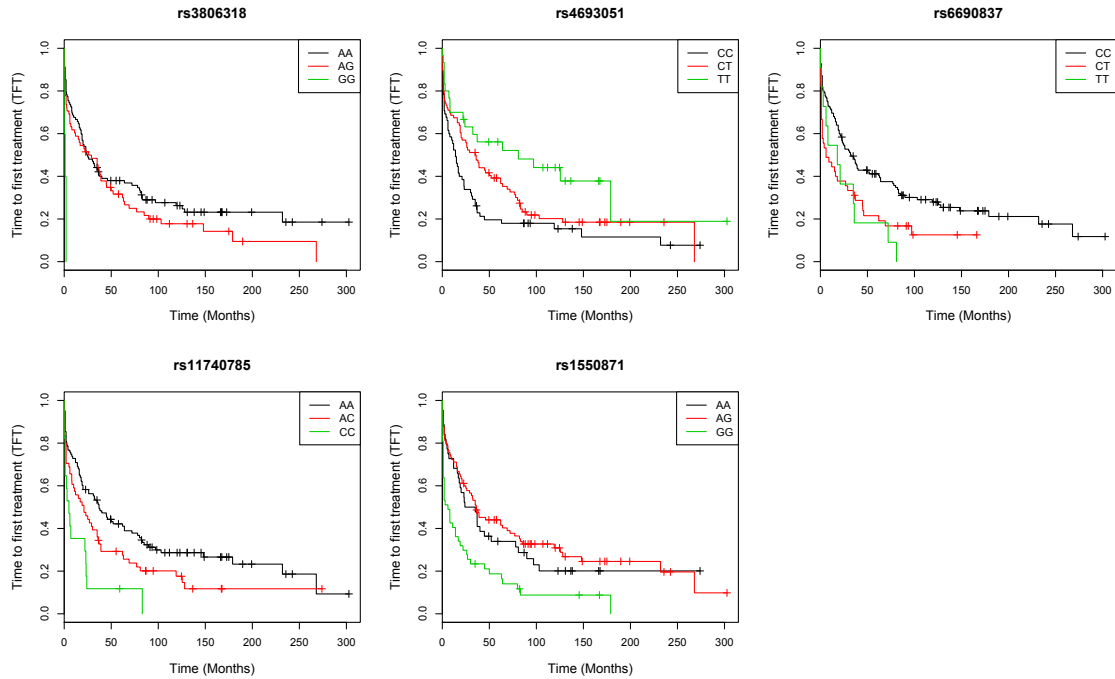 rs3806318
Time to first treatment (TFT)
1.0
0.8
0.6
0.4
0.2
0.0
AA
AG
GG
0 50 100 150 200 250 300
Time (Months)
rs4693051
Time to first treatment (TFT)
1.0
0.8
0.6
0.4
0.2
0.0
CC
CT
TT
0 50 100 150 200 250 300
Time (Months)
rs6690837
Time to first treatment (TFT)
1.0
0.8
0.6
0.4
0.2
0.0
CC
CT
TT
0 50 100 150 200 250 300
Time (Months)
rs11740785
Time to first treatment (TFT)
1.0
0.8
0.6
0.4
0.2
0.0
AA
AC
CC
0 50 100 150 200 250 300
Time (Months)
rs1550871
Time to first treatment (TFT)
1.0
0.8
0.6
0.4
0.2
0.0
AA
AG
GG
0 50 100 150 200 250 300
Time (Months)